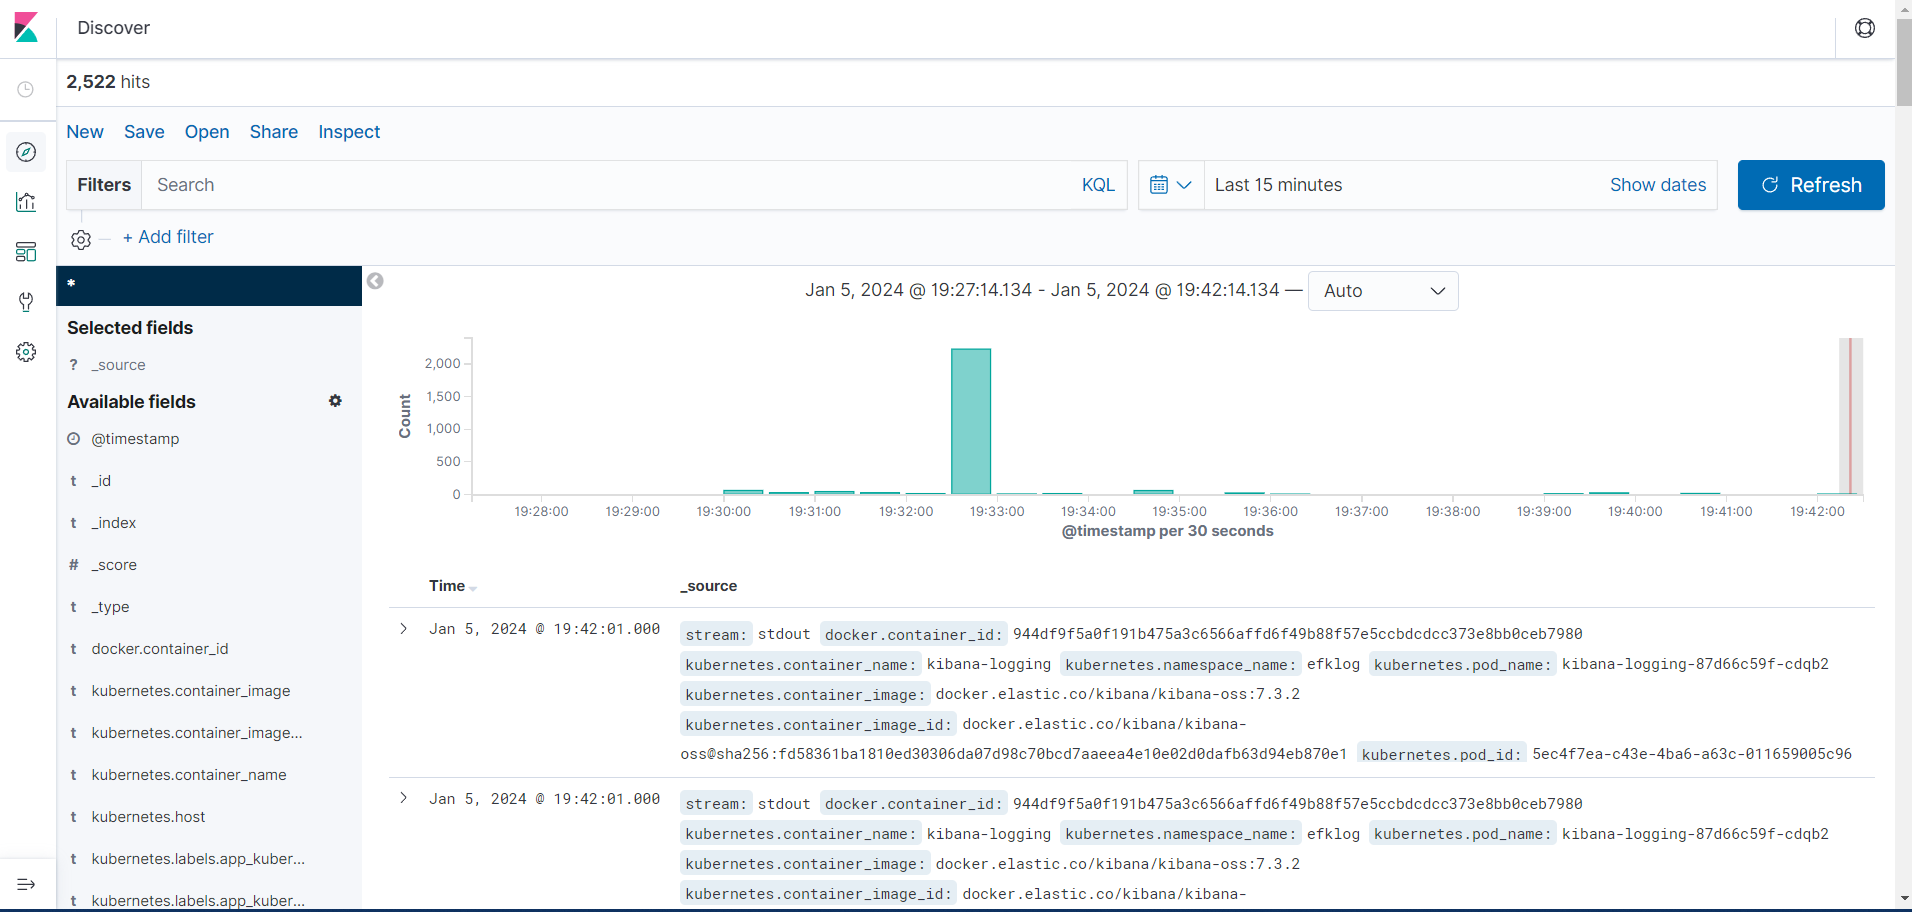 Discover
2,522 hits
New Save Open Share Inspect
Filters Search KQL Last 15 minutes Show dates Refresh
+ Add filter
*
Selected fields
? _source
Available fields
@timestamp
t _id
t _index
# _score
t _type
t docker.container_id
t kubernetes.container_image
t kubernetes.container_image...
t kubernetes.container_name
t kubernetes.host
t kubernetes.labels.app_kuber...
t kubernetes.labels.app_kuber...
Jan 5, 2024 @ 19:27:14.134 - Jan 5, 2024 @ 19:42:14.134 — Auto
Count
2,000
1,500
1,000
500
0
19:28:00 19:29:00 19:30:00 19:31:00 19:32:00 19:33:00 19:34:00 19:35:00 19:36:00 19:37:00 19:38:00 19:39:00 19:40:00 19:41:00 19:42:00
@timestamp per 30 seconds
Time _source
Jan 5, 2024 @ 19:42:01.000 stream: stdout docker.container_id: 944df9f5a0f191b475a3c6566affd6f49b88f57e5ccbdcdcc373e8bb0ceb7980
kubernetes.container_name: kibana-logging kubernetes.namespace_name: efklog kubernetes.pod_name: kibana-logging-87d66c59f-cdqb2
kubernetes.container_image: docker.elastic.co/kibana/kibana-oss:7.3.2
kubernetes.container_image_id: docker.elastic.co/kibana/kibana-
oss@sha256:fd58361ba1810ed30306da07d98c70bcd7aaeea4e10e02d0dafb63d94eb870e1 kubernetes.pod_id: 5ec4f7ea-c43e-4ba6-a63c-011659005c96
Jan 5, 2024 @ 19:42:01.000 stream: stdout docker.container_id: 944df9f5a0f191b475a3c6566affd6f49b88f57e5ccbdcdcc373e8bb0ceb7980
kubernetes.container_name: kibana-logging kubernetes.namespace_name: efklog kubernetes.pod_name: kibana-logging-87d66c59f-cdqb2
kubernetes.container_image: docker.elastic.co/kibana/kibana-oss:7.3.2
kubernetes.container_image_id: docker.elastic.co/kibana/kibana-